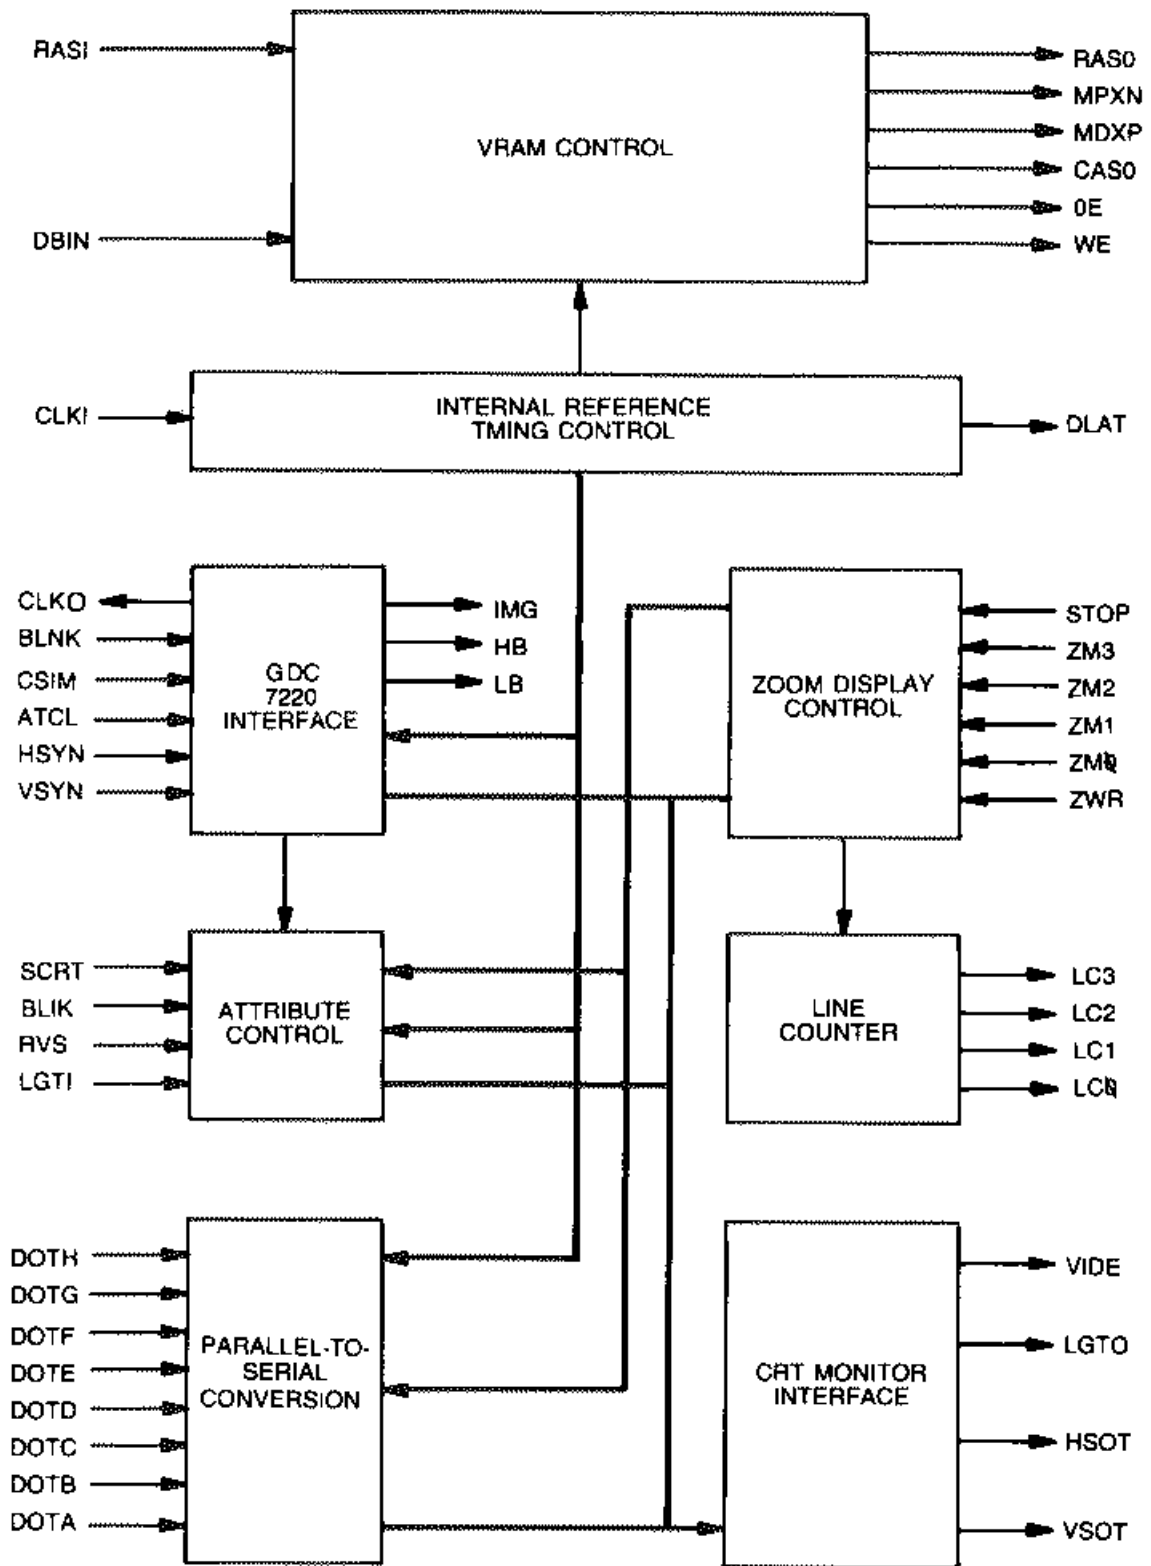 RASI
VRAM CONTROL
RAS0
MPXN
MDXP
CAS0
0E
WE
DBIN
CLKI
INTERNAL REFERENCE
TMING CONTROL
DLAT
CLKO
BLNK
CSIM
ATCL
HSYN
VSYN
GDC
7220
INTERFACE
IMG
HB
LB
ZOOM DISPLAY
CONTROL
STOP
ZM3
ZM2
ZM1
ZM0
ZWR
SCRT
BLIK
RVS
LGTI
ATTRIBUTE
CONTROL
LINE
COUNTER
LC3
LC2
LC1
LC0
DOTH
DOTG
DOTF
DOTE
DOTD
DOTC
DOTB
DOTA
PARALLEL-TO-
SERIAL
CONVERSION
CRT MONITOR
INTERFACE
VIDE
LGTO
HSOT
VSOT